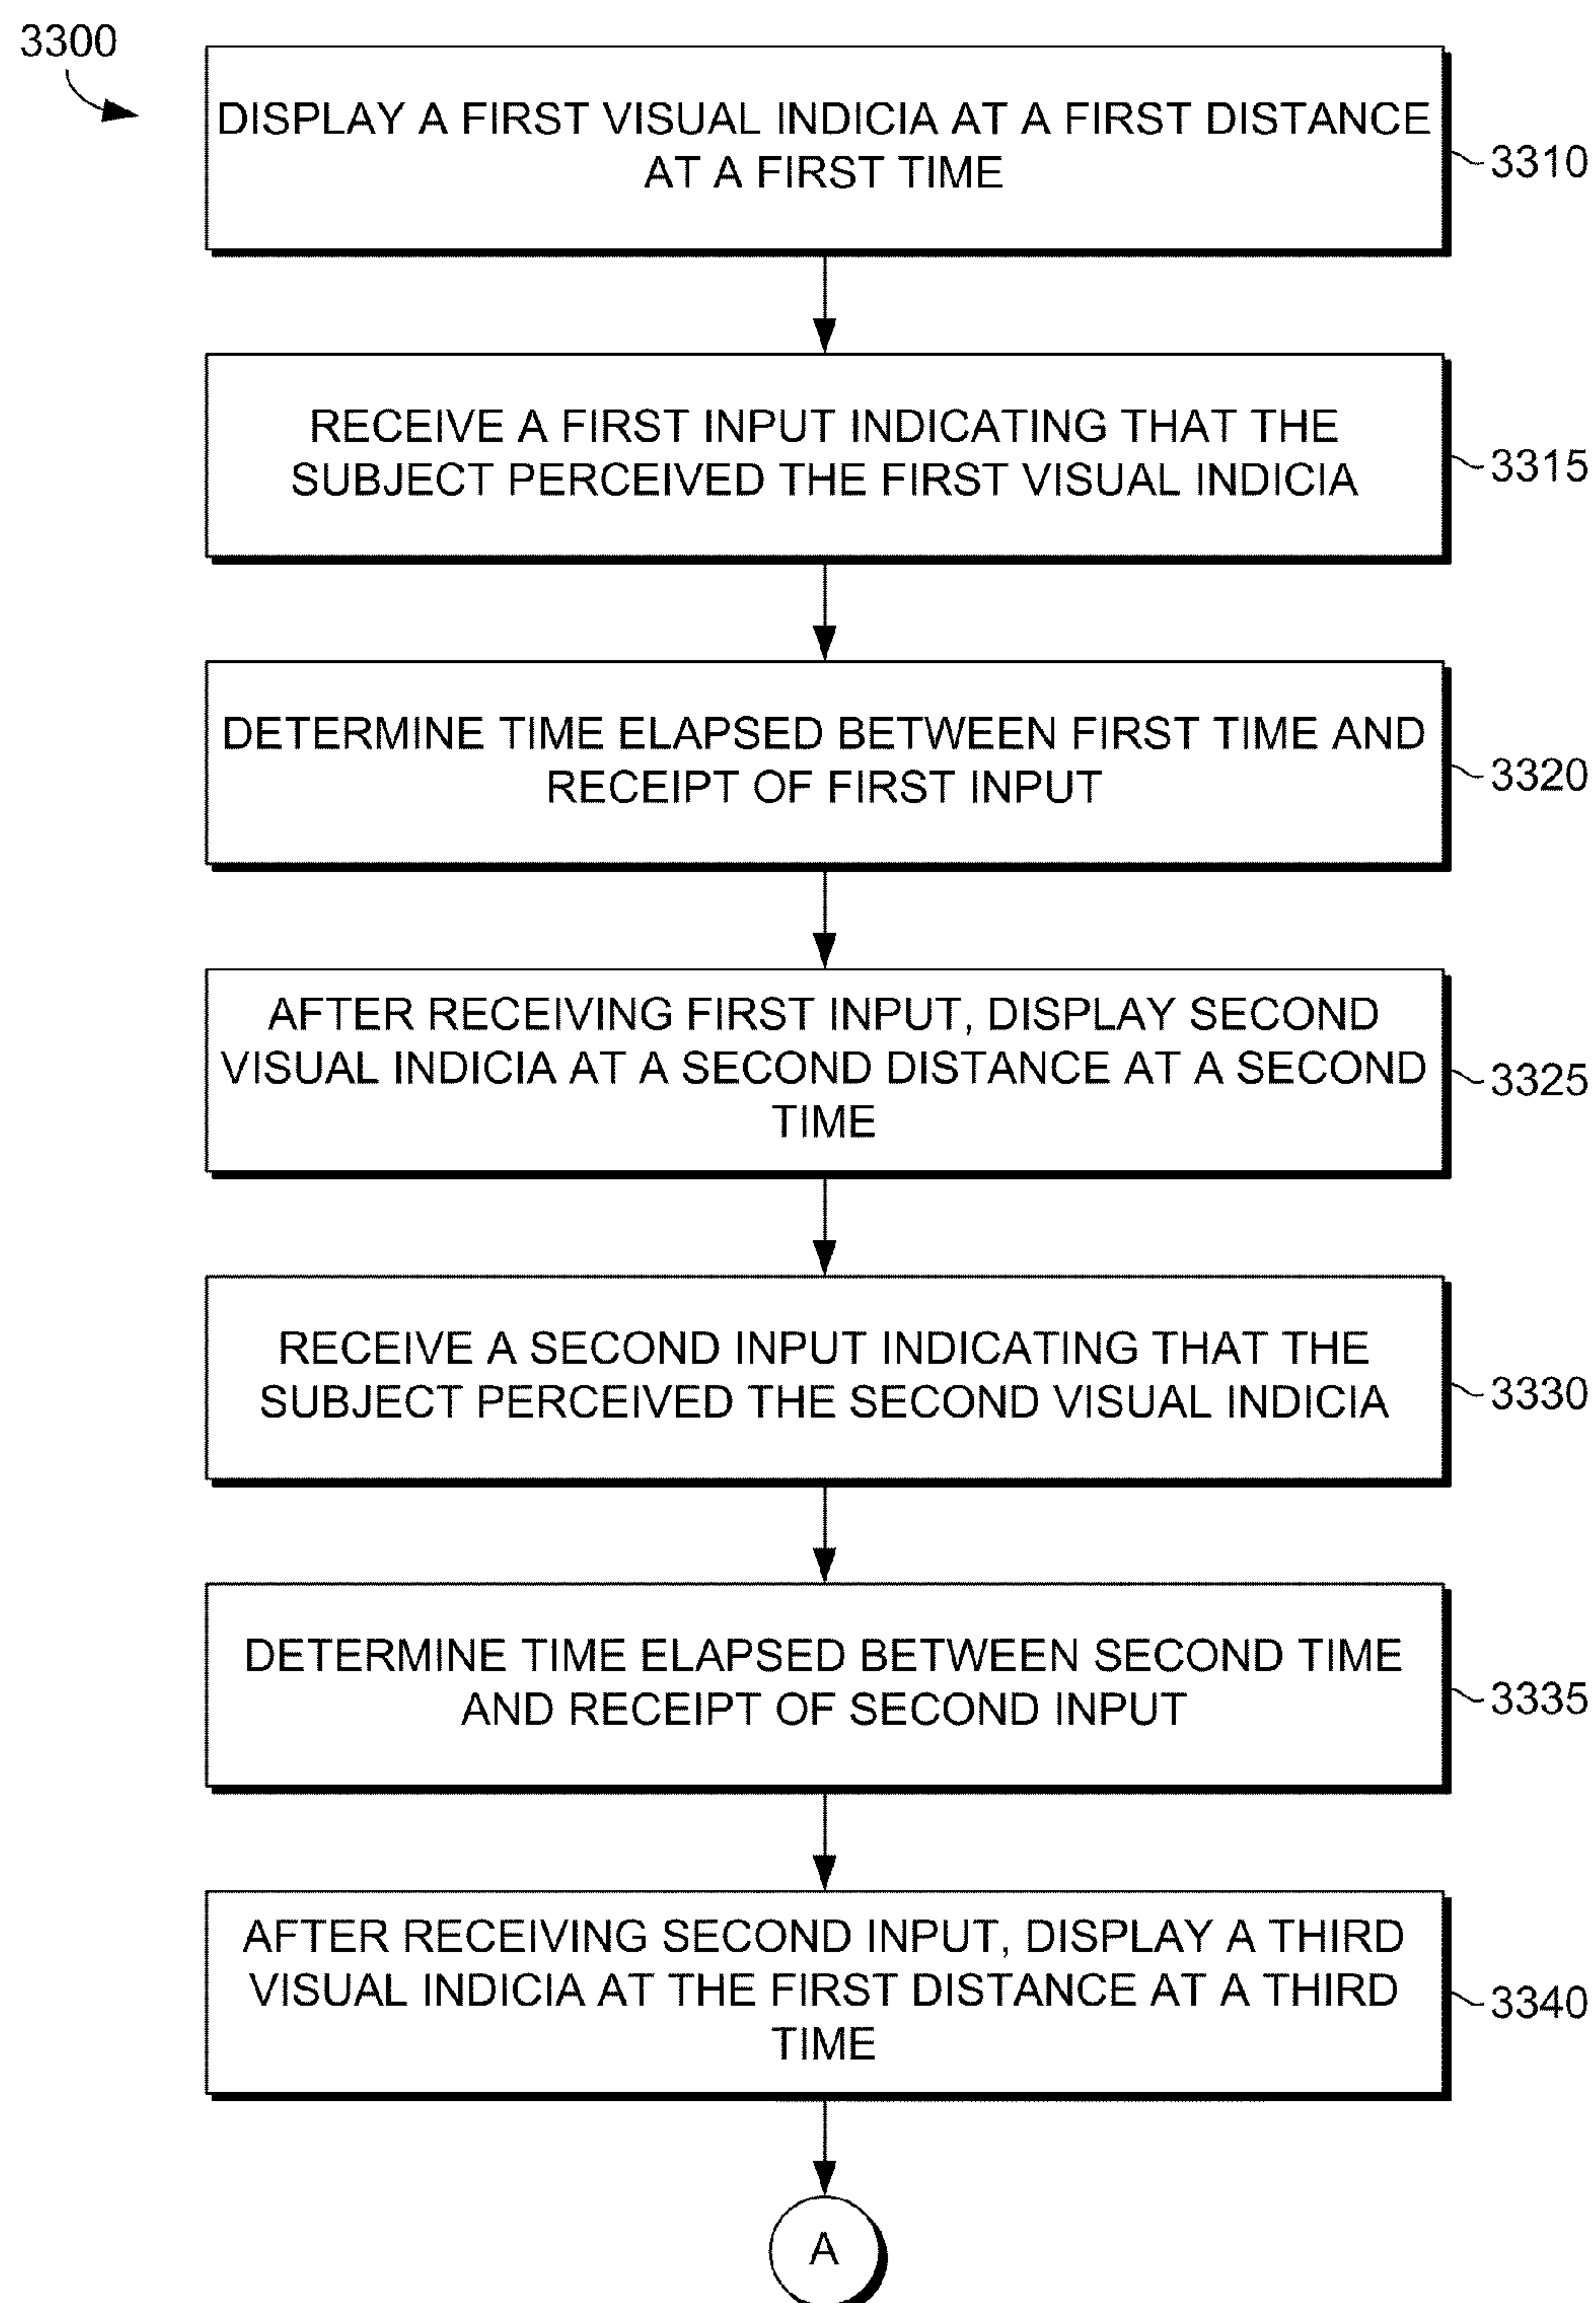 3300
DISPLAY A FIRST VISUAL INDICIA AT A FIRST DISTANCE
AT A FIRST TIME
3310
RECEIVE A FIRST INPUT INDICATING THAT THE
SUBJECT PERCEIVED THE FIRST VISUAL INDICIA
3315
DETERMINE TIME ELAPSED BETWEEN FIRST TIME AND
RECEIPT OF FIRST INPUT
3320
AFTER RECEIVING FIRST INPUT, DISPLAY SECOND
VISUAL INDICIA AT A SECOND DISTANCE AT A SECOND
TIME
3325
RECEIVE A SECOND INPUT INDICATING THAT THE
SUBJECT PERCEIVED THE SECOND VISUAL INDICIA
3330
DETERMINE TIME ELAPSED BETWEEN SECOND TIME
AND RECEIPT OF SECOND INPUT
3335
AFTER RECEIVING SECOND INPUT, DISPLAY A THIRD
VISUAL INDICIA AT THE FIRST DISTANCE AT A THIRD
TIME
3340
A